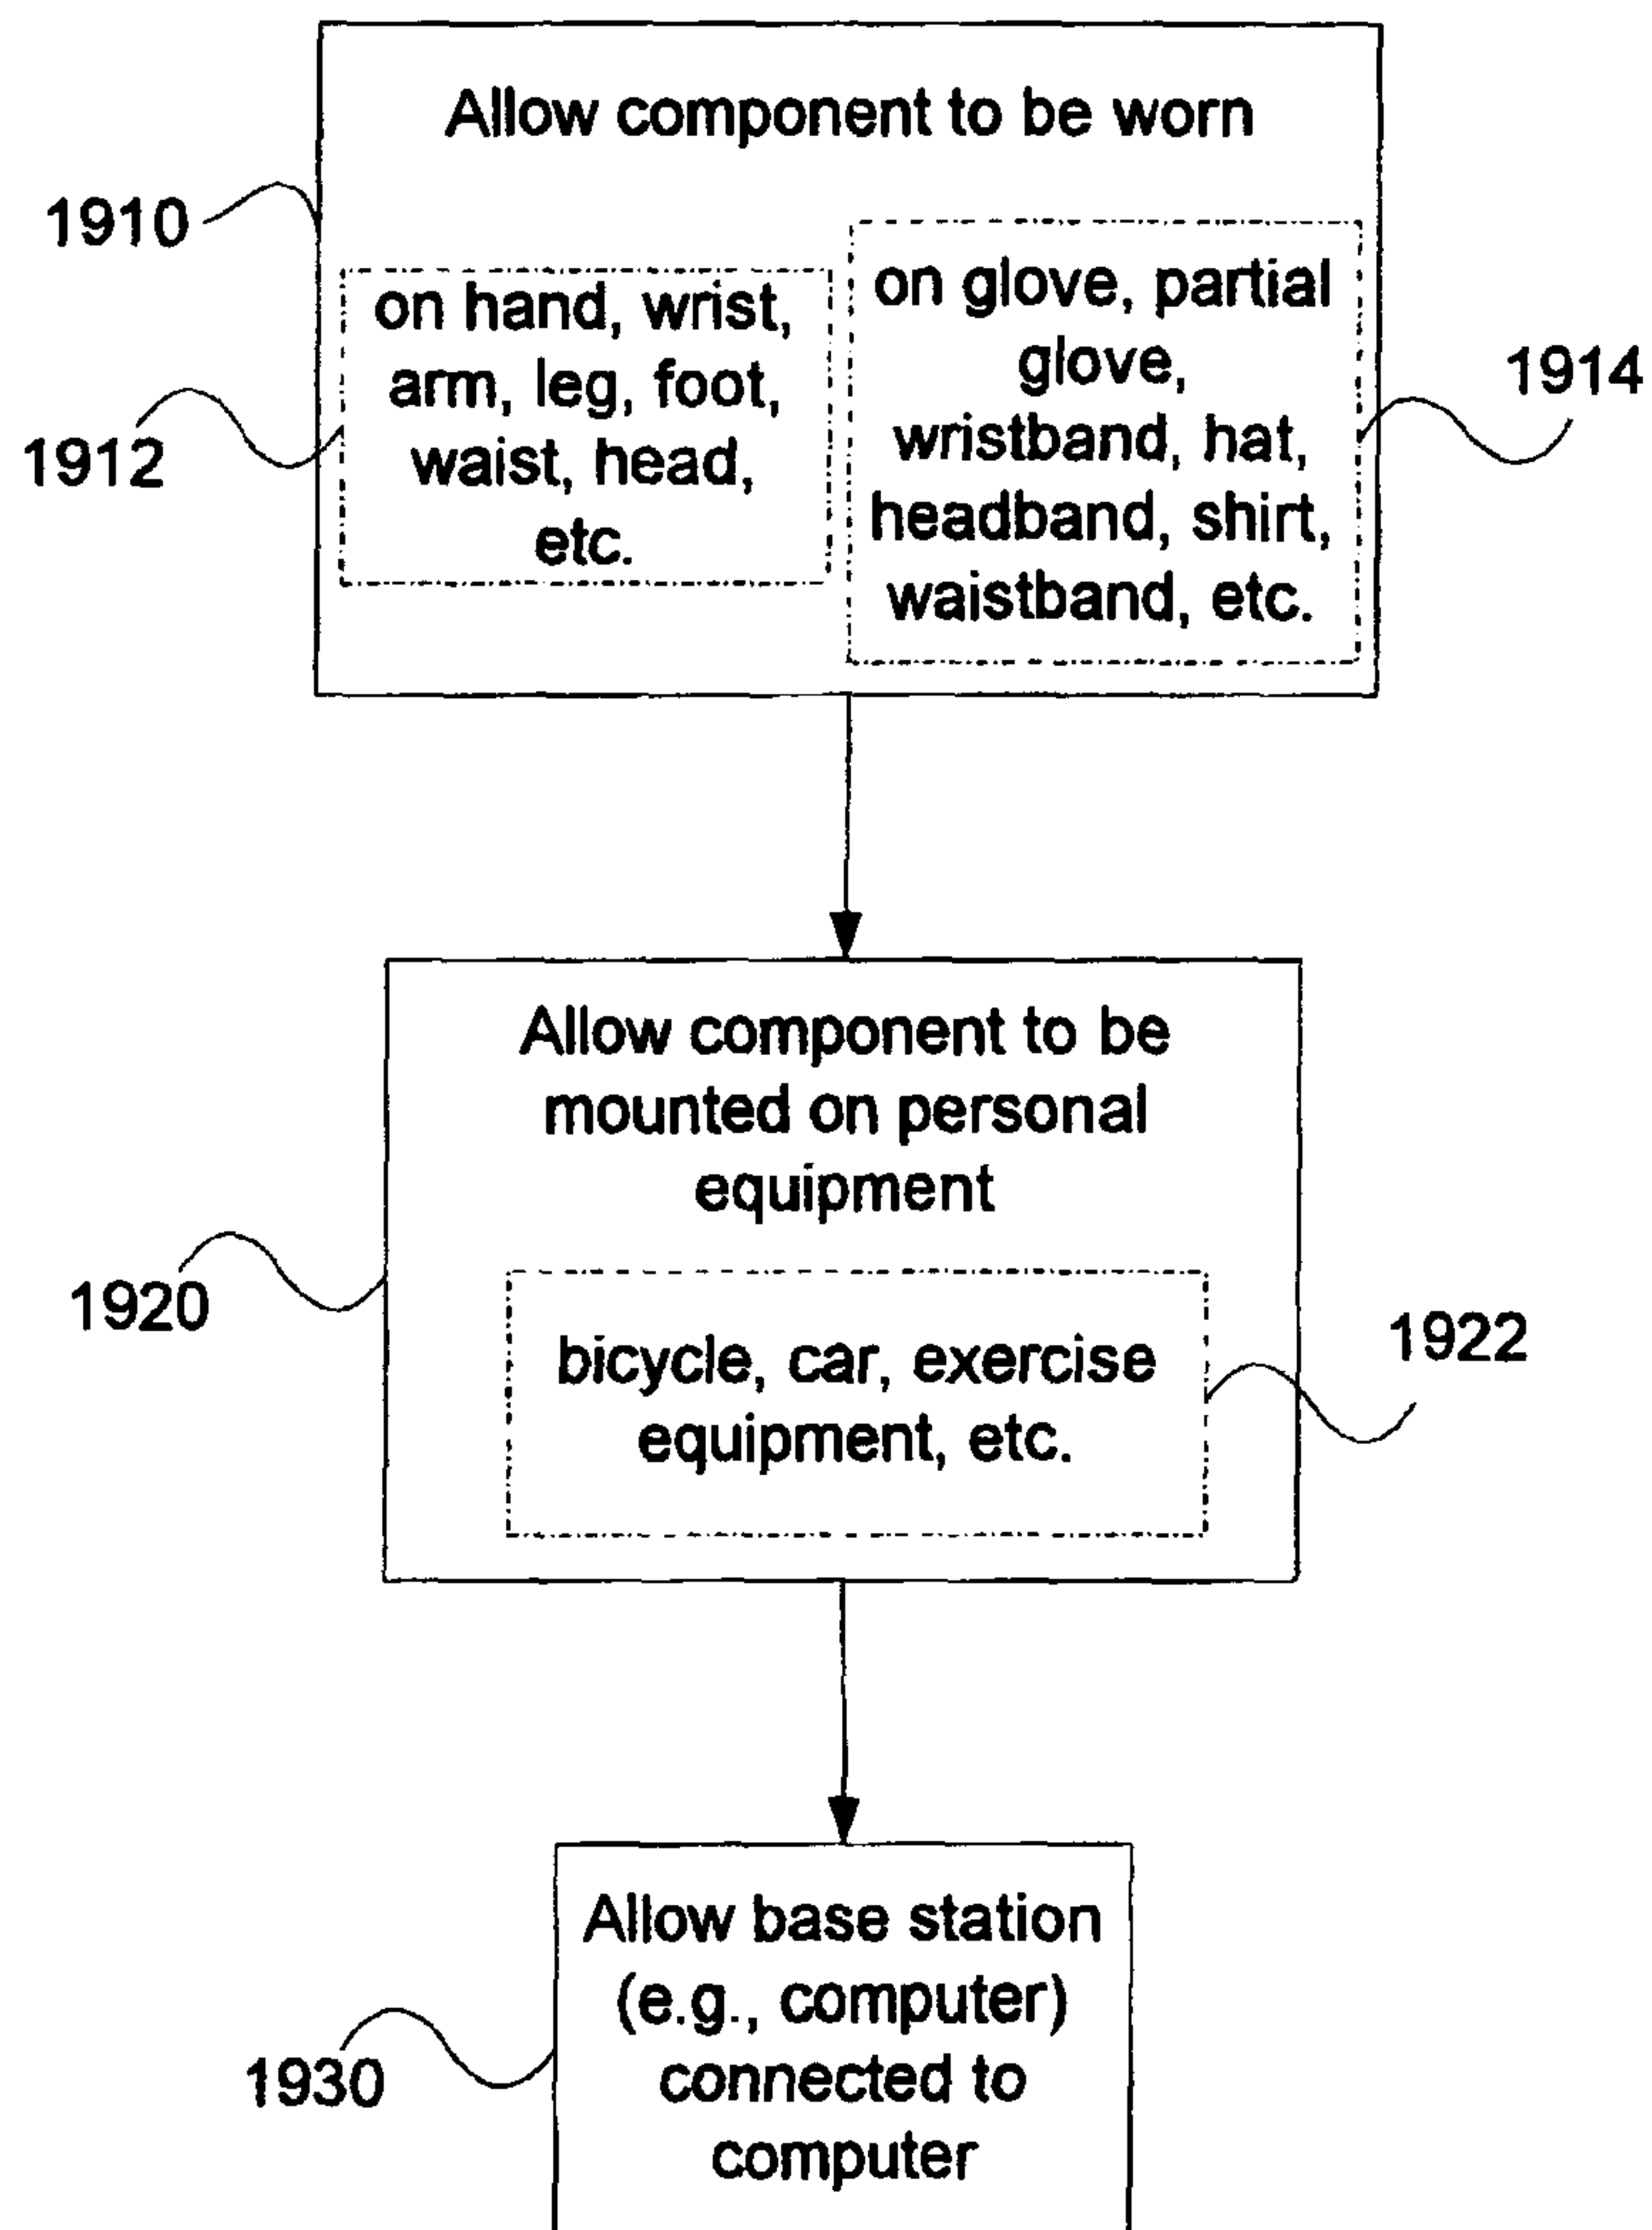 Allow component to be worn
1910
on hand, wrist,
arm, leg, foot,
waist, head,
etc.
1912
on glove, partial
glove,
wristband, hat,
headband, shirt,
waistband, etc.
1914
Allow component to be
mounted on personal
equipment
1920
bicycle, car, exercise
equipment, etc.
1922
Allow base station
(e.g., computer)
connected to
computer
1930